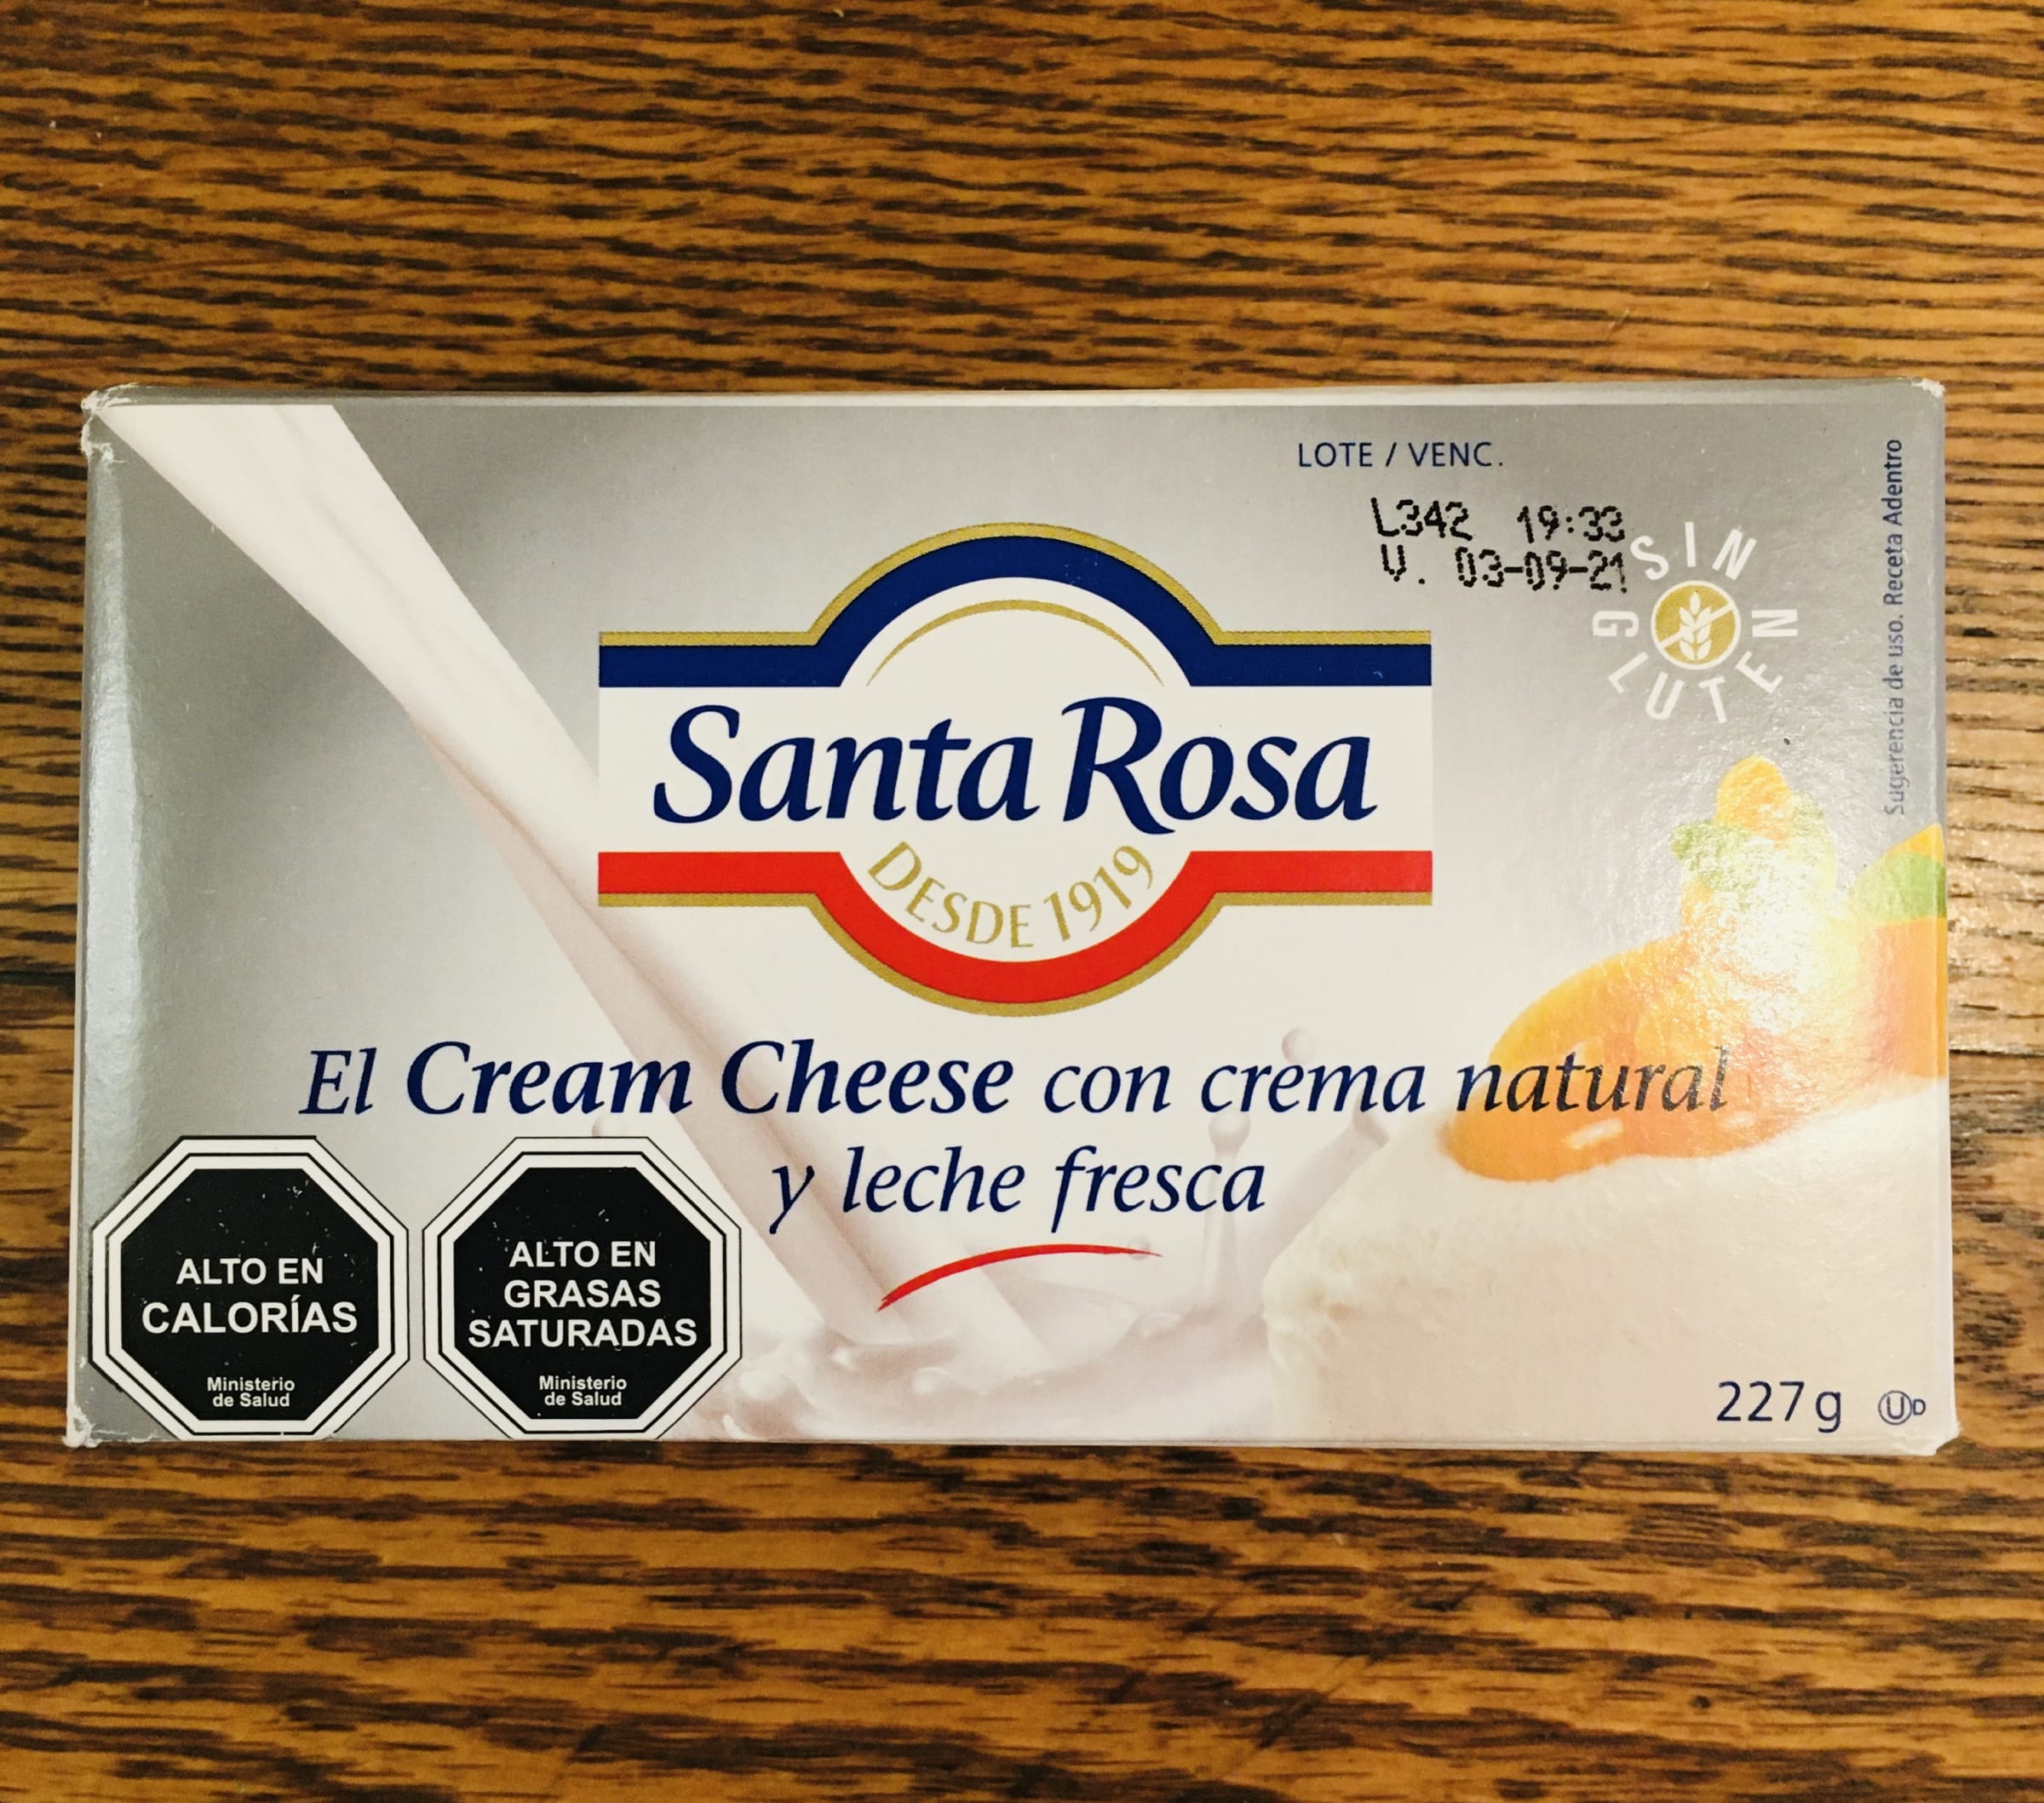 LOTE / VENC.
L342 19:33
V. 03-09-21
SIN
GLUTEN
Sugerencia de uso. Receta Adentro
Santa Rosa
DESDE 1919
El Cream Cheese con crema natural
y leche fresca
ALTO EN
CALORÍAS
Ministerio
de Salud
ALTO EN
GRASAS
SATURADAS
Ministerio
de Salud
227 g
U D